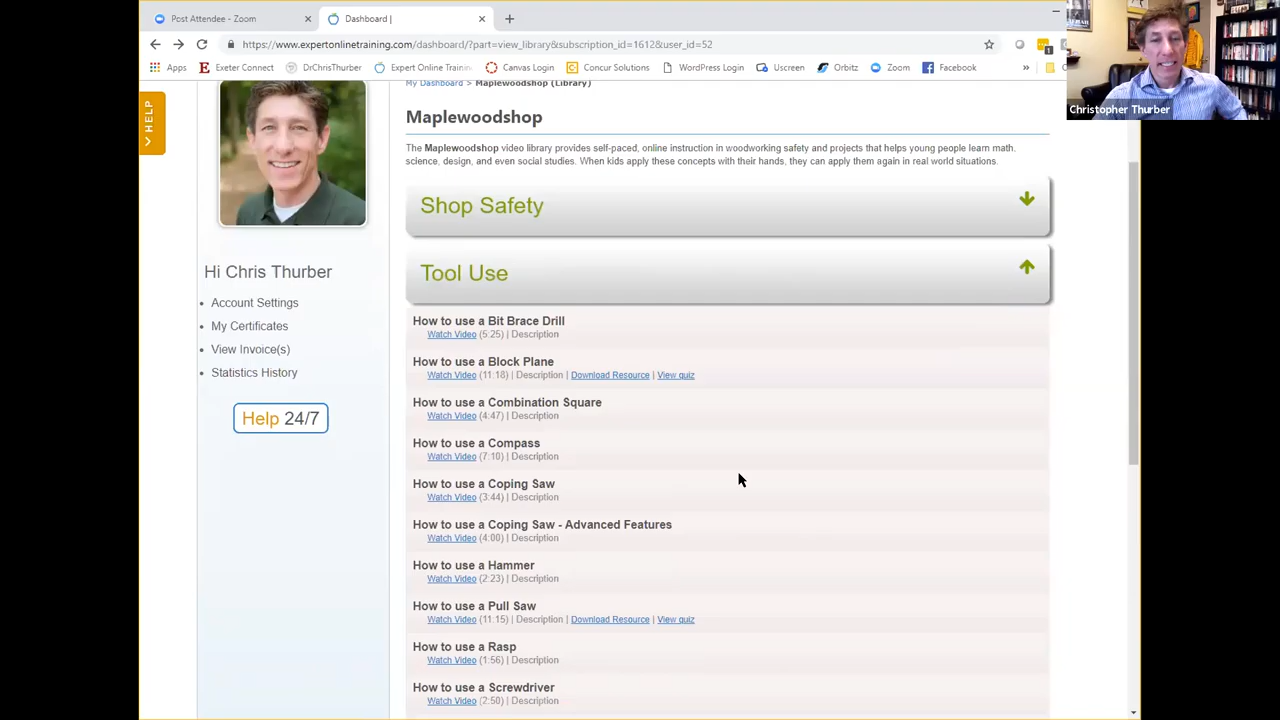 Post Attendee - Zoom
Dashboard |
https://www.expertonlinetraining.com/dashboard/?part=view_library&subscription_id=1612&user_id=52
Apps
Exeter Connect
DrChrisThurber
Expert Online Traini
Canvas Login
Concur Solutions
WordPress Login
Uscreen
Orbitz
Zoom
Facebook
»
Christopher Thurber
HELP
My Dashboard > Maplewoodshop (Library)
Maplewoodshop
The Maplewoodshop video library provides self-paced, online instruction in woodworking safety and projects that helps young people learn math,
science, design, and even social studies. When kids apply these concepts with their hands, they can apply them again in real world situations.
Shop Safety
Tool Use
Hi Chris Thurber
Account Settings
My Certificates
View Invoice(s)
Statistics History
Help 24/7
How to use a Bit Brace Drill
Watch Video (5:25) | Description
How to use a Block Plane
Watch Video (11:18) | Description | Download Resource | View quiz
How to use a Combination Square
Watch Video (4:47) | Description
How to use a Compass
Watch Video (7:10) | Description
How to use a Coping Saw
Watch Video (3:44) | Description
How to use a Coping Saw - Advanced Features
Watch Video (4:00) | Description
How to use a Hammer
Watch Video (2:23) | Description
How to use a Pull Saw
Watch Video (11:15) | Description | Download Resource | View quiz
How to use a Rasp
Watch Video (1:56) | Description
How to use a Screwdriver
Watch Video (2:50) | Description